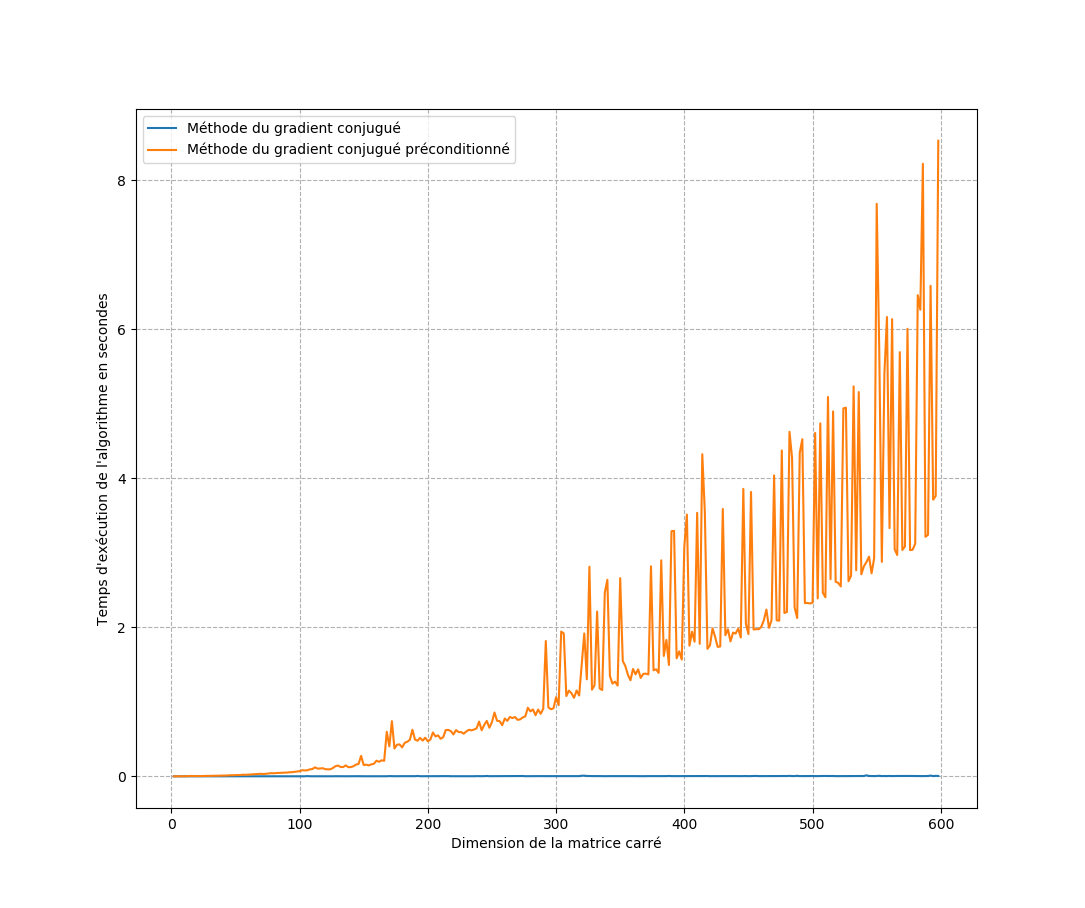 Méthode du gradient conjugué
Méthode du gradient conjugué préconditionné
8
6
4
2
0
Temps d'exécution de l'algorithme en secondes
0 100 200 300 400 500 600
Dimension de la matrice carré